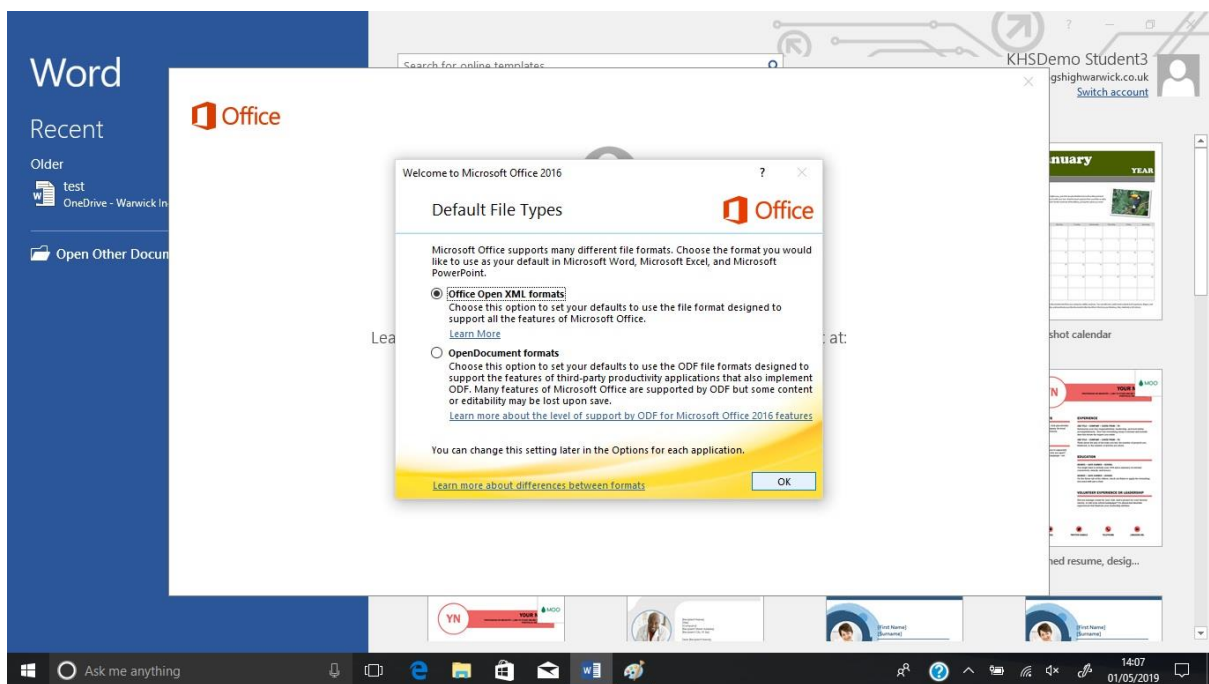 Word
Search for online templates
?
KHSDemo Student3
gshighwarwick.co.uk
Switch account
Recent
Older
test
OneDrive - Warwick In
Open Other Docun
Office
Welcome to Microsoft Office 2016
?
Default File Types
Office
Microsoft Office supports many different file formats. Choose the format you would
like to use as your default in Microsoft Word, Microsoft Excel, and Microsoft
PowerPoint.
Office Open XML formats
Choose this option to set your defaults to use the file format designed to
support all the features of Microsoft Office.
Learn More
OpenDocument formats
Choose this option to set your defaults to use the ODF file formats designed to
support the features of third-party productivity applications that also implement
ODF. Many features of Microsoft Office are supported by ODF but some content
or editability may be lost upon save.
Learn more about the level of support by ODF for Microsoft Office 2016 features
You can change this setting later in the Options for each application.
Learn more about differences between formats
OK
Lea
at:
nuary
YEAR
shot calendar
N
YOUR N
MOO
EXPERIENCE
EDUCATION
VOLUNTEER EXPERIENCE OR LEADERSHIP
ned resume, desig...
YN
YOUR N
MOO
[First Name]
[Surname]
[First Name]
[Surname]
Ask me anything
14:07
01/05/2019